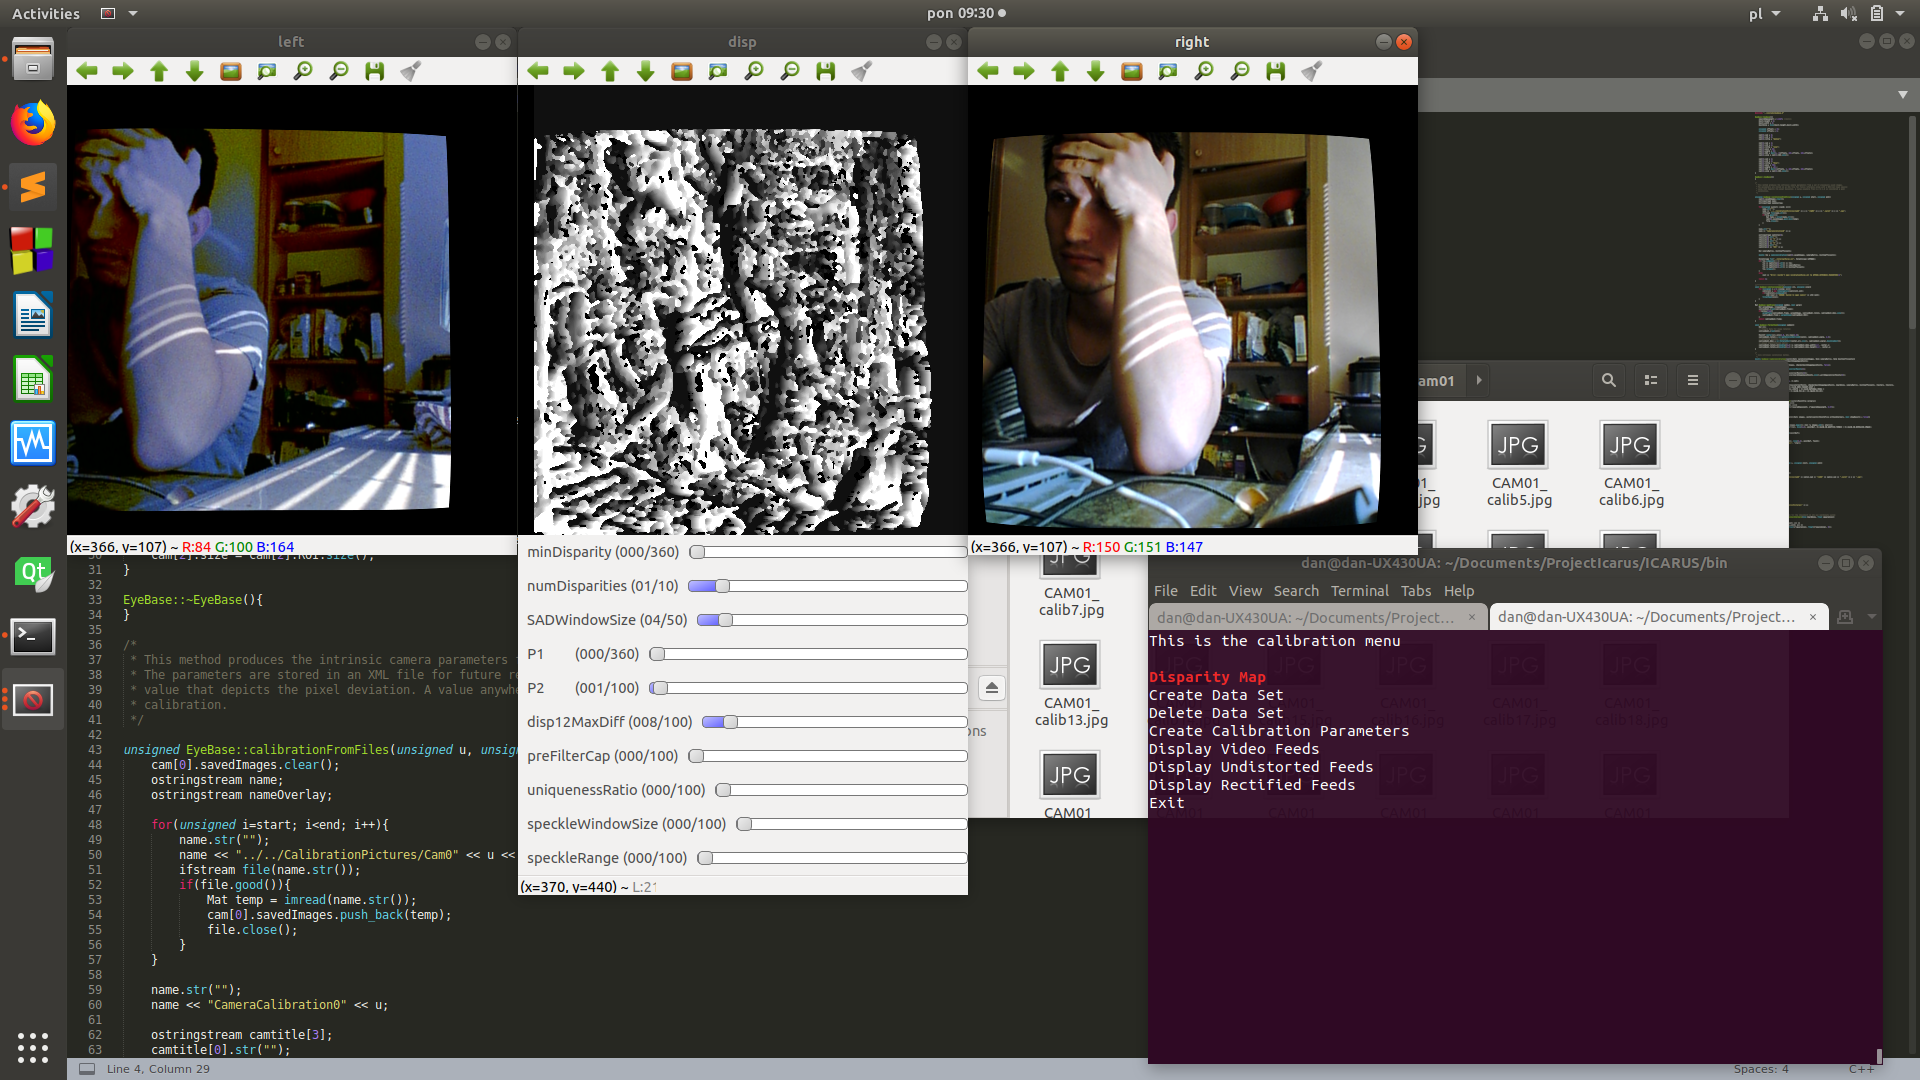 Activities
pon 09:30
pl
left
disp
right
(x=366, y=107) ~ R:84 G:100 B:164
(x=366, y=107) ~ R:150 G:151 B:147
minDisparity (000/360)
numDisparities (01/10)
SADWindowSize (04/50)
P1 (000/360)
P2 (001/100)
disp12MaxDiff (008/100)
preFilterCap (000/100)
uniquenessRatio (000/100)
speckleWindowSize (000/100)
speckleRange (000/100)
(x=370, y=440) ~ L:21
31 }
32
33 EyeBase::~EyeBase(){
34 }
35
36 /*
37 * This method produces the intrinsic camera parameters
38 * The parameters are stored in an XML file for future re
39 * value that depicts the pixel deviation. A value anywhe
40 * calibration.
41 */
42
43 unsigned EyeBase::calibrationFromFiles(unsigned u, unsign
44 cam[0].savedImages.clear();
45 ostringstream name;
46 ostringstream nameOverlay;
47
48 for(unsigned i=start; i<end; i++){
49 name.str("");
50 name << "../../CalibrationPictures/Cam0" << u <<
51 ifstream file(name.str());
52 if(file.good()){
53 Mat temp = imread(name.str());
54 cam[0].savedImages.push_back(temp);
55 file.close();
56 }
57 }
58
59 name.str("");
60 name << "CameraCalibration0" << u;
61
62 ostringstream camtitle[3];
63 camtitle[0].str("");
Line 4, Column 29
Spaces: 4
C++
am01
JPG
CAM01_
calib5.jpg
JPG
CAM01_
calib6.jpg
CAM01_
calib7.jpg
JPG
CAM01_
calib13.jpg
JPG
CAM01
ons
dan@dan-UX430UA: ~/Documents/ProjectIcarus/ICARUS/bin
File Edit View Search Terminal Tabs Help
dan@dan-UX430UA: ~/Documents/Project...
dan@dan-UX430UA: ~/Documents/Project...
This is the calibration menu
Disparity Map
Create Data Set
Delete Data Set
Create Calibration Parameters
Display Video Feeds
Display Undistorted Feeds
Display Rectified Feeds
Exit